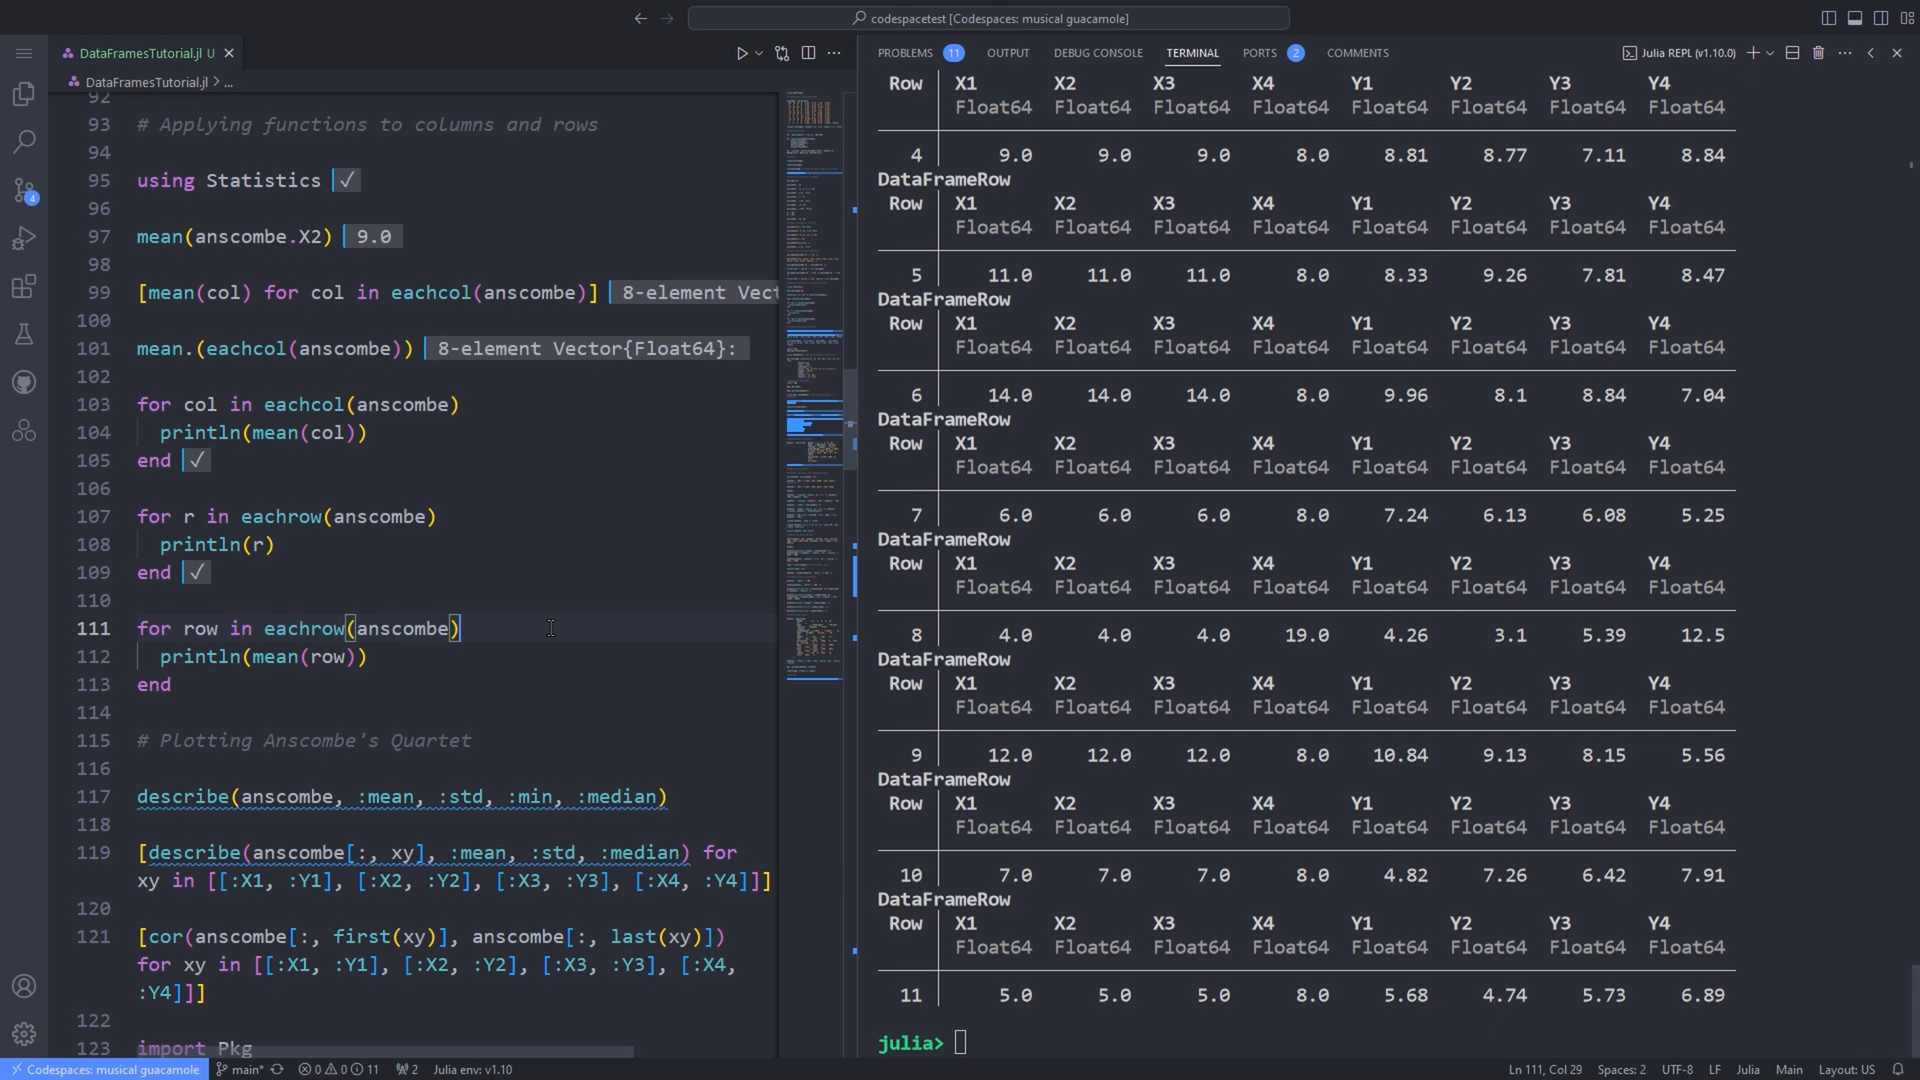 codespacetest [Codespaces: musical guacamole]
DataFramesTutorial.jl U
DataFramesTutorial.jl > ...
92
93 # Applying functions to columns and rows
94
95 using Statistics ✓
96
97 mean(anscombe.X2) 9.0
98
99 [mean(col) for col in eachcol(anscombe)] 8-element Vect
100
101 mean.(eachcol(anscombe)) 8-element Vector{Float64}:
102
103 for col in eachcol(anscombe)
104 println(mean(col))
105 end ✓
106
107 for r in eachrow(anscombe)
108 println(r)
109 end ✓
110
111 for row in eachrow(anscombe)
112 println(mean(row))
113 end
114
115 # Plotting Anscombe's Quartet
116
117 describe(anscombe, :mean, :std, :min, :median)
118
119 [describe(anscombe[:, xy], :mean, :std, :median) for
xy in [[:X1, :Y1], [:X2, :Y2], [:X3, :Y3], [:X4, :Y4]]]
120
121 [cor(anscombe[:, first(xy)], anscombe[:, last(xy)])
for xy in [[:X1, :Y1], [:X2, :Y2], [:X3, :Y3], [:X4,
:Y4]]]
122
123 import Pkg
PROBLEMS 11 OUTPUT DEBUG CONSOLE TERMINAL PORTS 2 COMMENTS Julia REPL (v1.10.0)
Row X1 X2 X3 X4 Y1 Y2 Y3 Y4
Float64 Float64 Float64 Float64 Float64 Float64 Float64 Float64
4 9.0 9.0 9.0 8.0 8.81 8.77 7.11 8.84
DataFrameRow
Row X1 X2 X3 X4 Y1 Y2 Y3 Y4
Float64 Float64 Float64 Float64 Float64 Float64 Float64 Float64
5 11.0 11.0 11.0 8.0 8.33 9.26 7.81 8.47
DataFrameRow
Row X1 X2 X3 X4 Y1 Y2 Y3 Y4
Float64 Float64 Float64 Float64 Float64 Float64 Float64 Float64
6 14.0 14.0 14.0 8.0 9.96 8.1 8.84 7.04
DataFrameRow
Row X1 X2 X3 X4 Y1 Y2 Y3 Y4
Float64 Float64 Float64 Float64 Float64 Float64 Float64 Float64
7 6.0 6.0 6.0 8.0 7.24 6.13 6.08 5.25
DataFrameRow
Row X1 X2 X3 X4 Y1 Y2 Y3 Y4
Float64 Float64 Float64 Float64 Float64 Float64 Float64 Float64
8 4.0 4.0 4.0 19.0 4.26 3.1 5.39 12.5
DataFrameRow
Row X1 X2 X3 X4 Y1 Y2 Y3 Y4
Float64 Float64 Float64 Float64 Float64 Float64 Float64 Float64
9 12.0 12.0 12.0 8.0 10.84 9.13 8.15 5.56
DataFrameRow
Row X1 X2 X3 X4 Y1 Y2 Y3 Y4
Float64 Float64 Float64 Float64 Float64 Float64 Float64 Float64
10 7.0 7.0 7.0 8.0 4.82 7.26 6.42 7.91
DataFrameRow
Row X1 X2 X3 X4 Y1 Y2 Y3 Y4
Float64 Float64 Float64 Float64 Float64 Float64 Float64 Float64
11 5.0 5.0 5.0 8.0 5.68 4.74 5.73 6.89
julia>
4
Codespaces: musical guacamole main* 0 0 11 2 Julia env: v1.10 Ln 111, Col 29 Spaces: 2 UTF-8 LF Julia Main Layout: US